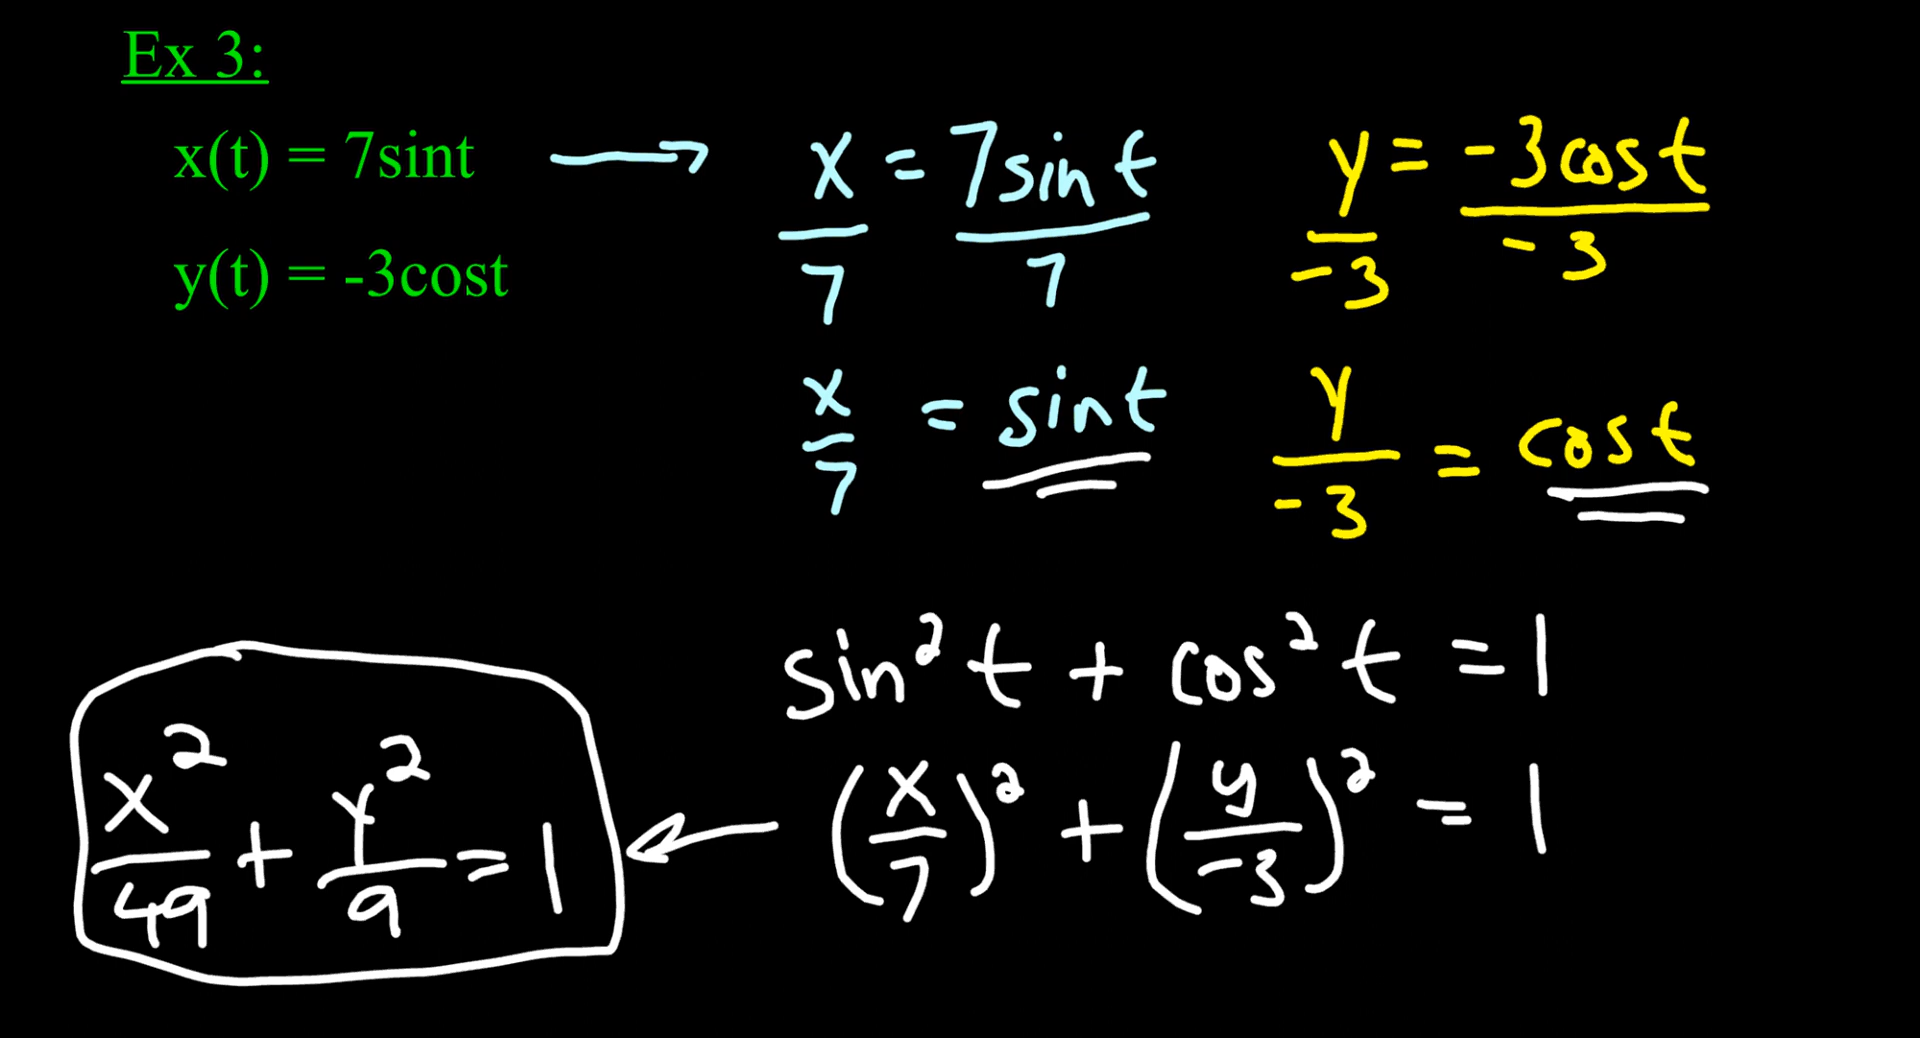 Ex 3:
x(t) = 7sint
y(t) = -3cost
x/7 = 7sint/7
x/7 = sint
y/-3 = -3cost/-3
y/-3 = cost
sin²t + cos²t = 1
(x/7)² + (y/-3)² = 1
x²/49 + y²/9 = 1